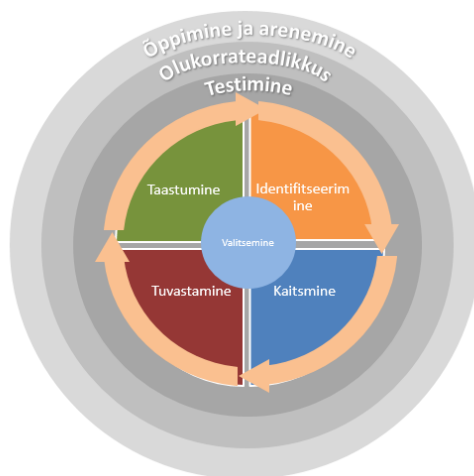 Õppimine ja arenemine
Olukorrateadlikkus
Testimine
Taastumine
Identifitseerim
ine
Valitsemine
Tuvastamine
Kaitsmine